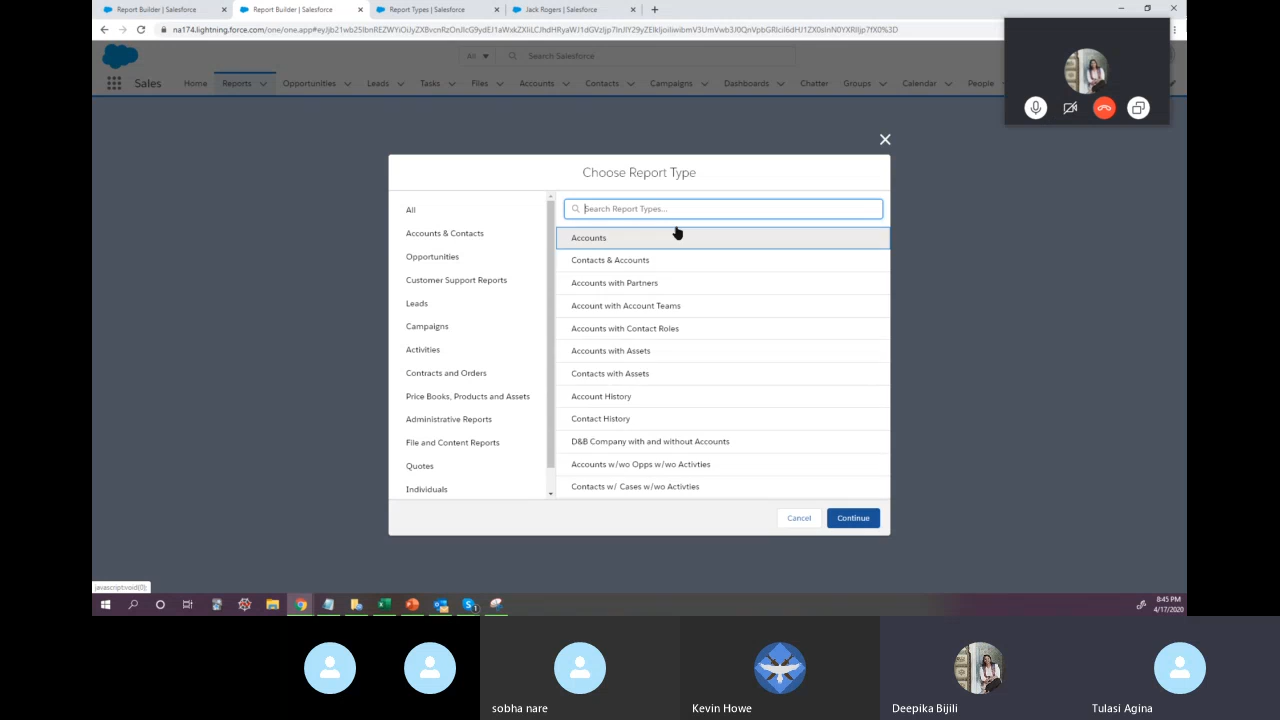 Report Builder | Salesforce
Report Builder | Salesforce
Report Types | Salesforce
Jack Rogers | Salesforce
All
Search Salesforce
Sales
Home
Reports
Opportunities
Leads
Tasks
Files
Accounts
Contacts
Campaigns
Dashboards
Chatter
Groups
Calendar
People
Choose Report Type
All
Accounts & Contacts
Opportunities
Customer Support Reports
Leads
Campaigns
Activities
Contracts and Orders
Price Books, Products and Assets
Administrative Reports
File and Content Reports
Quotes
Individuals
Search Report Types...
Accounts
Contacts & Accounts
Accounts with Partners
Account with Account Teams
Accounts with Contact Roles
Accounts with Assets
Contacts with Assets
Account History
Contact History
D&B Company with and without Accounts
Accounts w/wo Opps w/wo Activties
Contacts w/ Cases w/wo Activties
Cancel
Continue
javascript:void(0);
8:45 PM
4/17/2020
sobha nare
Kevin Howe
Deepika Bijili
Tulasi Agina